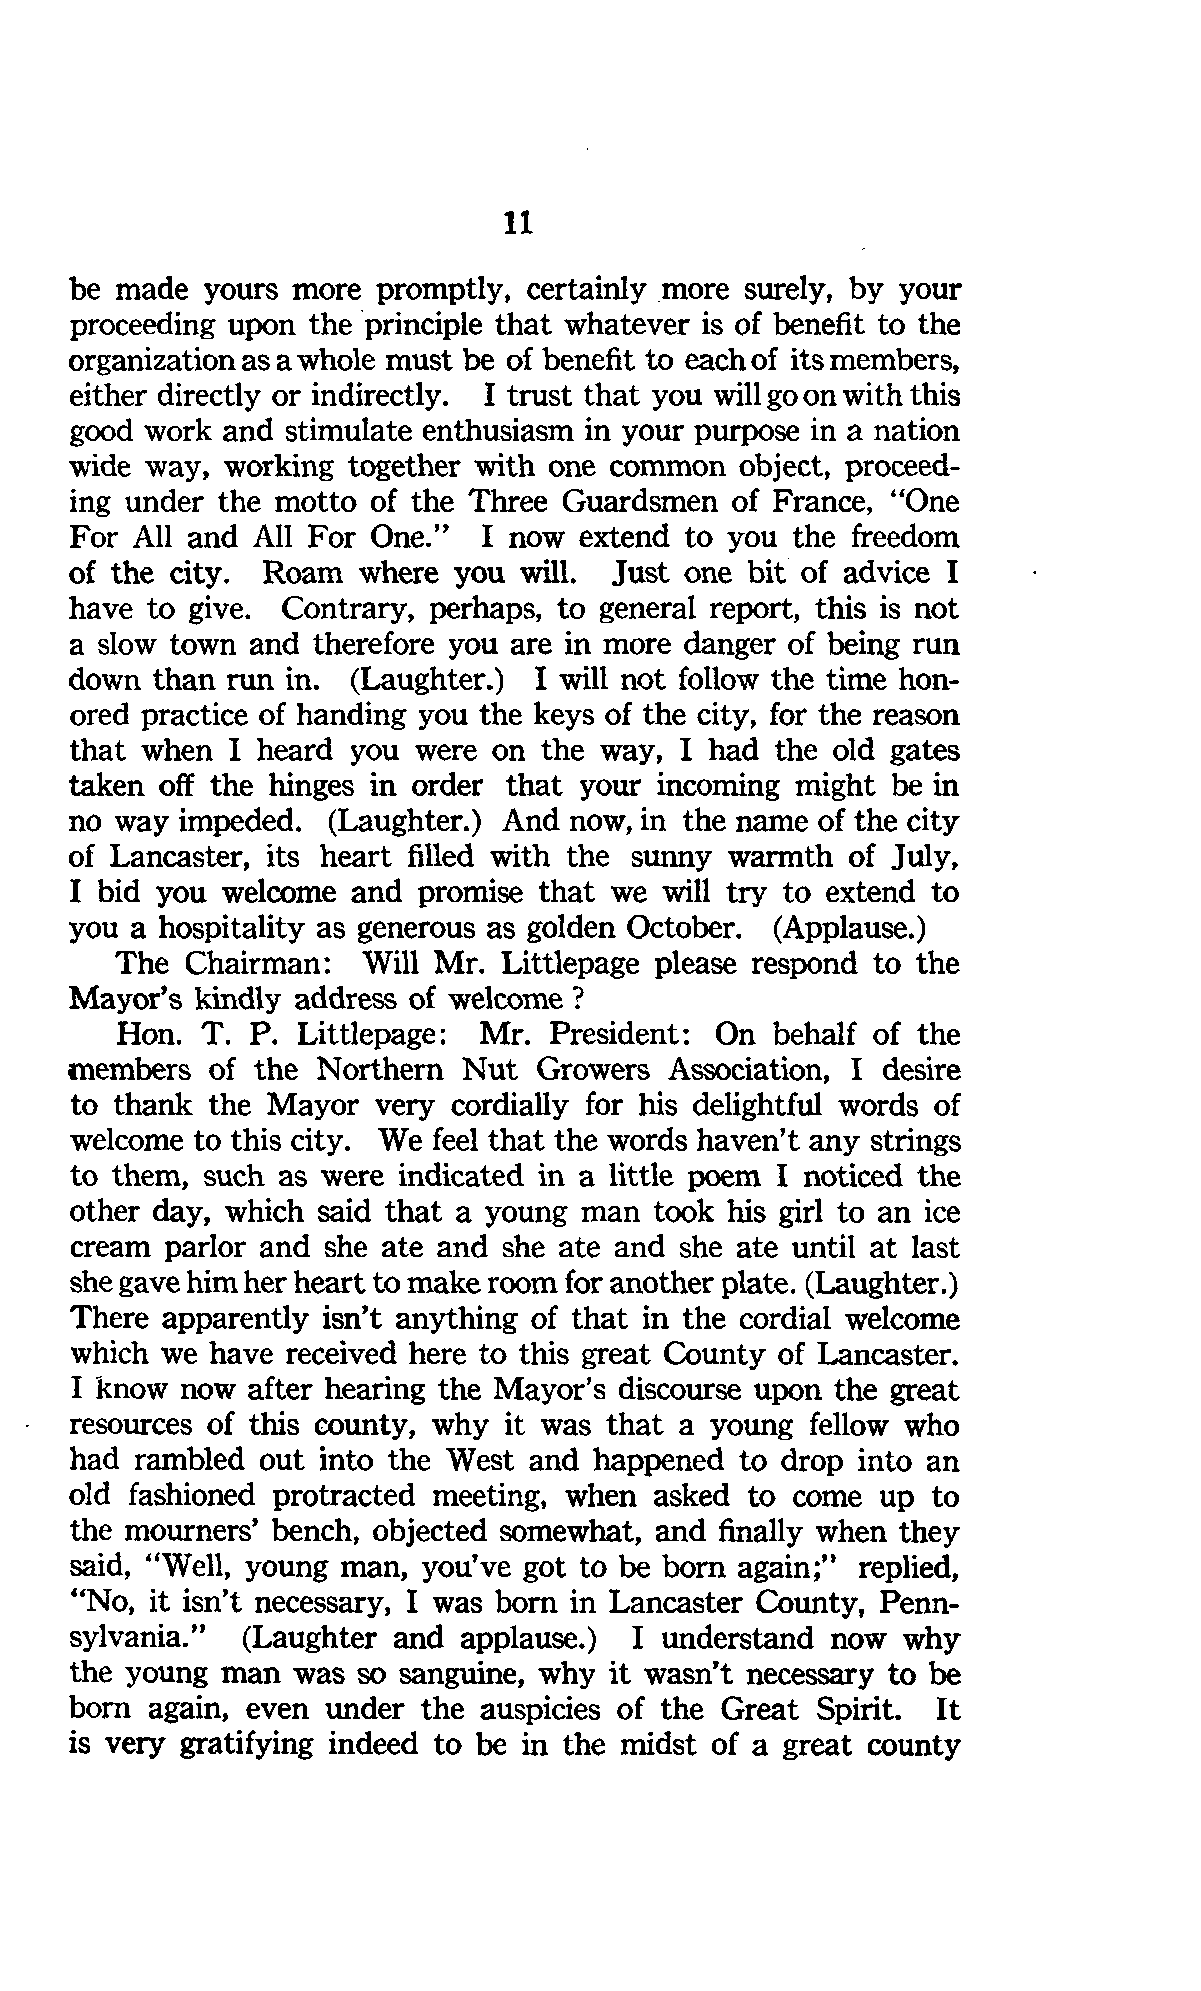 11
be made yours more promptly, certainly more surely, by your
proceeding upon the principle that whatever is of benefit to the
organization as a whole must be of benefit to each of its members,
either directly or indirectly. I trust that you will go on with this
good work and stimulate enthusiasm in your purpose in a nation
wide way, working together with one common object, proceed-
ing under the motto of the Three Guardsmen of France, "One
For All and All For One." I now extend to you the freedom
of the city. Roam where you will. Just one bit of advice I
have to give. Contrary, perhaps, to general report, this is not
a slow town and therefore you are in more danger of being run
down than run in. (Laughter.) I will not follow the time hon-
ored practice of handing you the keys of the city, for the reason
that when I heard you were on the way, I had the old gates
taken off the hinges in order that your incoming might be in
no way impeded. (Laughter.) And now, in the name of the city
of Lancaster, its heart filled with the sunny warmth of July,
I bid you welcome and promise that we will try to extend to
you a hospitality as generous as golden October. (Applause.)
The Chairman: Will Mr. Littlepage please respond to the
Mayor's kindly address of welcome ?
Hon. T. P. Littlepage: Mr. President: On behalf of the
members of the Northern Nut Growers Association, I desire
to thank the Mayor very cordially for his delightful words of
welcome to this city. We feel that the words haven't any strings
to them, such as were indicated in a little poem I noticed the
other day, which said that a young man took his girl to an ice
cream parlor and she ate and she ate and she ate until at last
she gave him her heart to make room for another plate. (Laughter.)
There apparently isn't anything of that in the cordial welcome
which we have received here to this great County of Lancaster.
I know now after hearing the Mayor's discourse upon the great
resources of this county, why it was that a young fellow who
had rambled out into the West and happened to drop into an
old fashioned protracted meeting, when asked to come up to
the mourners' bench, objected somewhat, and finally when they
said, "Well, young man, you've got to be born again;" replied,
"No, it isn't necessary, I was born in Lancaster County, Penn-
sylvania." (Laughter and applause.) I understand now why
the young man was so sanguine, why it wasn't necessary to be
born again, even under the auspicies of the Great Spirit. It
is very gratifying indeed to be in the midst of a great county